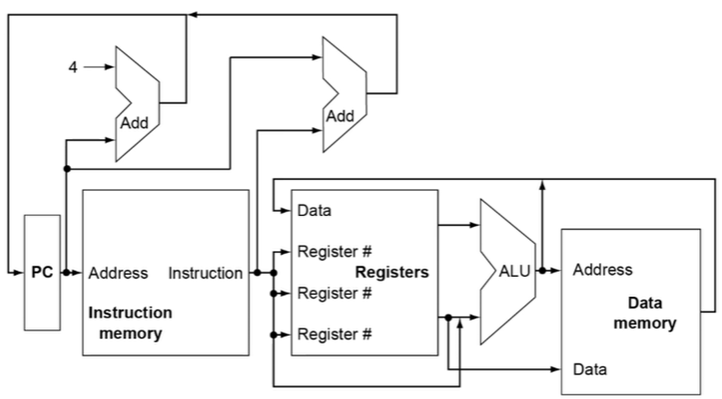 4
Add
Add
PC
Address
Instruction
Instruction
memory
Data
Register #
Registers
Register #
Register #
ALU
Address
Data
memory
Data